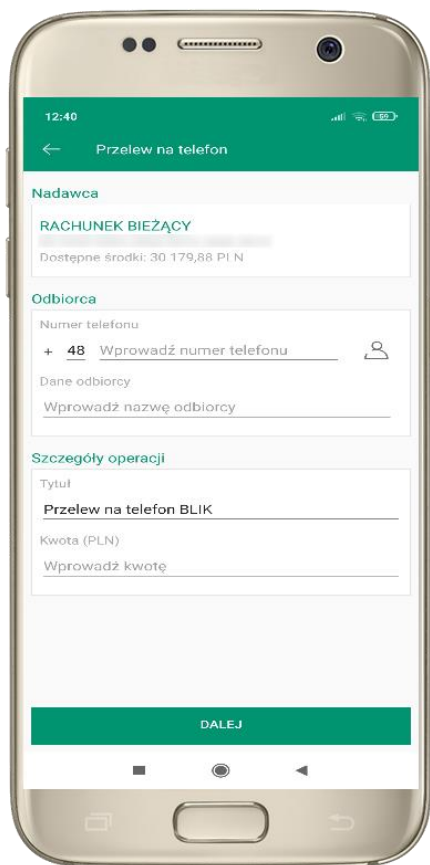 12:40
Przelew na telefon
Nadawca
RACHUNEK BIEŻĄCY
Dostępne środki: 30 179,88 PLN
Odbiorca
Numer telefonu
+ 48 Wprowadź numer telefonu
Dane odbiorcy
Wprowadź nazwę odbiorcy
Szczegóły operacji
Tytuł
Przelew na telefon BLIK
Kwota (PLN)
Wprowadź kwotę
DALEJ